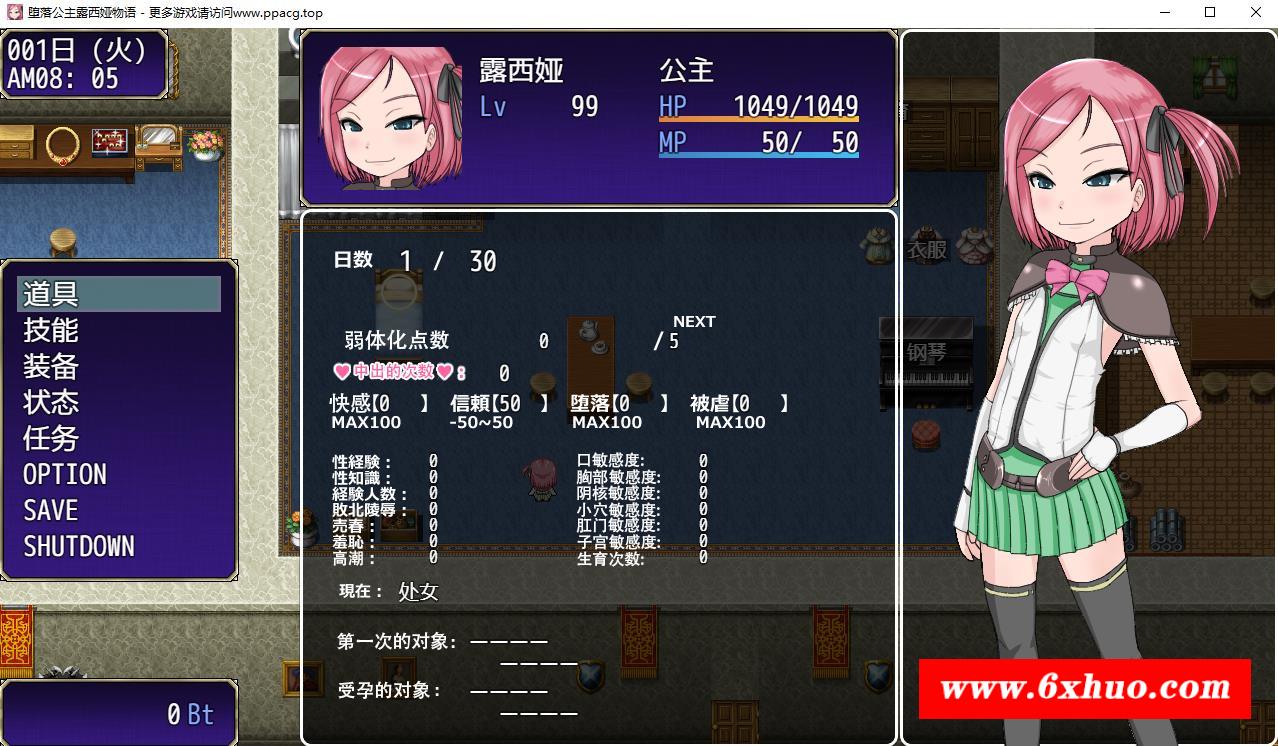 堕落公主露西娅物语 - 更多游戏请访问www.ppacg.top
001日 (火)
AM08: 05
露西娅 公主
Lv 99 HP 1049/1049
MP 50/ 50
道具
技能
装备
状态
任务
OPTION
SAVE
SHUTDOWN
0 Bt
日数 1 / 30
NEXT
弱体化点数 0 / 5
♥中出的次数♥: 0
快感【0 】 信頼【50 】 堕落【0 】 被虐【0 】
MAX100 -50~50 MAX100 MAX100
性経験: 0 口敏感度: 0
性知識: 0 胸部敏感度: 0
経験人数: 0 阴核敏感度: 0
敗北陵辱: 0 小穴敏感度: 0
売春: 0 肛门敏感度: 0
羞恥: 0 子宫敏感度: 0
高潮: 0 生育次数: 0
現在: 处女
第一次的对象: ————
————
受孕的对象: ————
————
衣服
钢琴
www.6xhuo.com